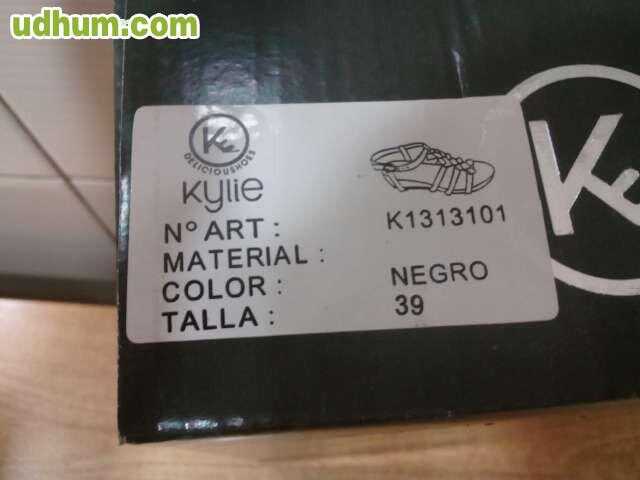 udhum.com
DELICIOUSHOES
Kylie
Nº ART : K1313101
MATERIAL :
COLOR : NEGRO
TALLA : 39